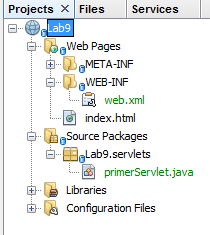 Projects Files Services
Lab9
Web Pages
META-INF
WEB-INF
web.xml
index.html
Source Packages
Lab9.servlets
primerServlet.java
Libraries
Configuration Files